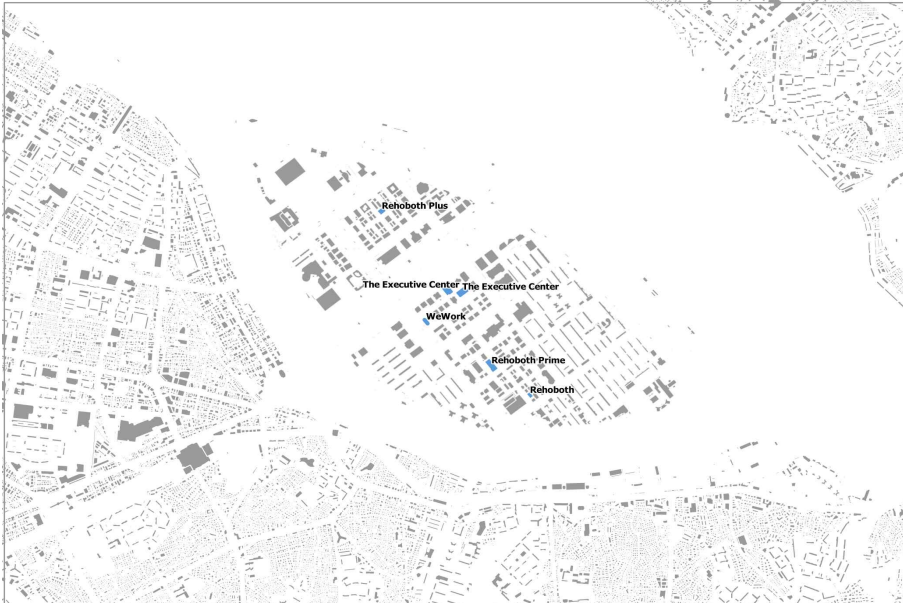 Rehoboth Plus
The Executive Center
The Executive Center
WeWork
Rehoboth Prime
Rehoboth